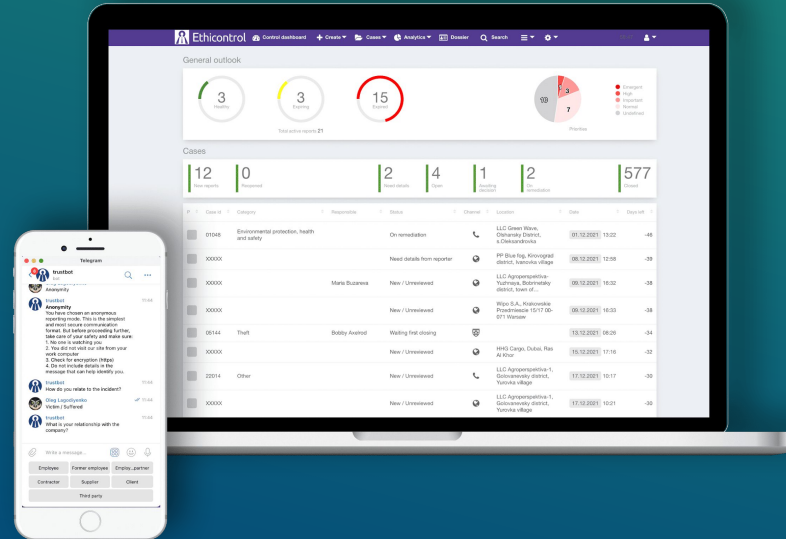 Ethicontrol Control dashboard Create Cases Analytics Dossier Search
General outlook
3 Healthy
3 Expiring
15 Expired
Total active reports 21
3
7
Emergent
High
Important
Normal
Undefined
Priorities
Cases
12 New reports
0 Reopened
2 Need details
4 Open
1 Awaiting decision
2 On remediation
577 Closed
P Case Id Category Responsible Status Channel Location Date Days left
01045 Environmental protection, health and safety On remediation LLC Green Wave, Olshansky District, s.Oleksandrovka 01.12.2021 13:22 -46
XXXXX Need details from reporter PP Blue fog, Kirovograd district, Ivanovka village 08.12.2021 12:58 -39
XXXXX Maria Buzareva New / Unreviewed LLC Agroperspektiva-Yuzhnaya, Bobrinetsky district, town of... 09.12.2021 16:32 -38
XXXXX New / Unreviewed Wipo S.A., Krakowskie Przedmiescie 15/17 00-071 Warsaw 09.12.2021 16:33 -38
05144 Theft Bobby Axelrod Waiting first closing 13.12.2021 08:26 -34
XXXXX New / Unreviewed HHG Cargo, Dubai, Ras Al Khor 15.12.2021 17:16 -32
22014 Other New / Unreviewed LLC Agroperspektiva-1, Golovanevsky district, Yurovka village 17.12.2021 10:17 -30
XXXXX New / Unreviewed LLC Agroperspektiva-1, Golovanevsky district, Yurovka village 17.12.2021 10:21 -30
Telegram
trustbot
bot
Anonymity
trustbot 11:44
Anonymity
You have chosen an anonymous
reporting mode. This is the simplest
and most secure communication
format. But before proceeding further,
take care of your safety and make sure:
1. No one is watching you
2. You did not visit our site from your
work computer
3. Check for encryption (https)
4. Do not include details in the
message that can help identify you.
trustbot 11:44
How do you relate to the incident?
Oleg Lagodiyenko 11:44
Victim / Suffered
trustbot 11:44
What is your relationship with the
company?
Write a message...
Employee Former employee Employ...partner
Contractor Supplier Client
Third party